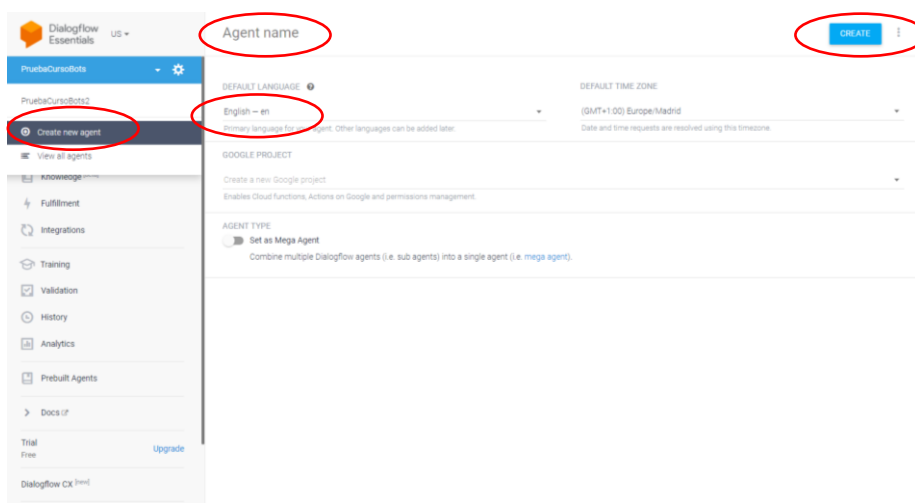 Dialogflow
Essentials
US
Agent name
CREATE
PruebaCursoBots
PruebaCursoBots2
Create new agent
View all agents
Knowledge
Fulfillment
Integrations
Training
Validation
History
Analytics
Prebuilt Agents
Docs
Trial
Free
Upgrade
Dialogflow CX [new]
DEFAULT LANGUAGE
English — en
Primary language for your agent. Other languages can be added later.
DEFAULT TIME ZONE
(GMT+1:00) Europe/Madrid
Date and time requests are resolved using this timezone.
GOOGLE PROJECT
Create a new Google project
Enables Cloud functions, Actions on Google and permissions management.
AGENT TYPE
Set as Mega Agent
Combine multiple Dialogflow agents (i.e. sub agents) into a single agent (i.e. mega agent).